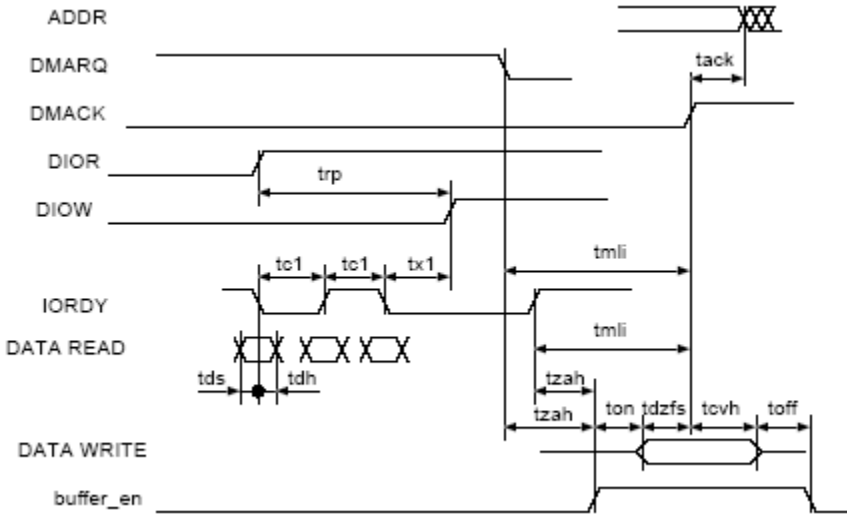 ADDR
DMARQ
tack
DMACK
DIOR
trp
DIOW
tmli
tc1 tc1 tx1
IORDY
tmli
DATA READ
tds tdh
tzah
tzah ton tdzfs tcvh toff
DATA WRITE
buffer_en